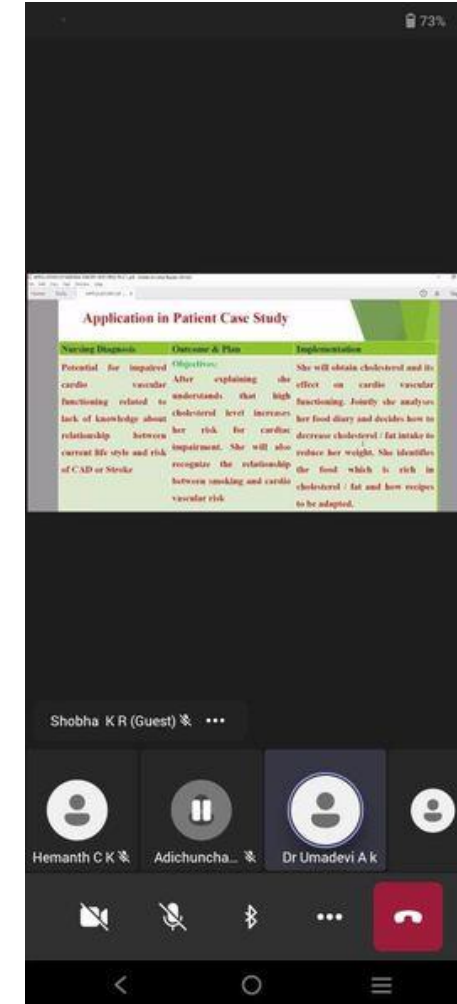 73%
Application in Patient Case Study
Nursing Diagnosis
Potential for impaired
cardio vascular
functioning related to
lack of knowledge about
relationship between
current life style and risk
of CAD or Stroke
Outcome & Plan
Objectives:
After explaining she
understands that high
cholesterol level increases
her risk for cardiac
impairment. She will also
recognize the relationship
between smoking and cardio
vascular risk
Implementation
She will obtain cholesterol and its
effect on cardio vascular
functioning. Jointly she analyses
her food diary and decides how to
decrease cholesterol / fat intake to
reduce her weight. She identifies
the food which is rich in
cholesterol / fat and how recipes
to be adapted.
Shobha K R (Guest)
Hemanth C K
Adichuncha...
Dr Umadevi A k